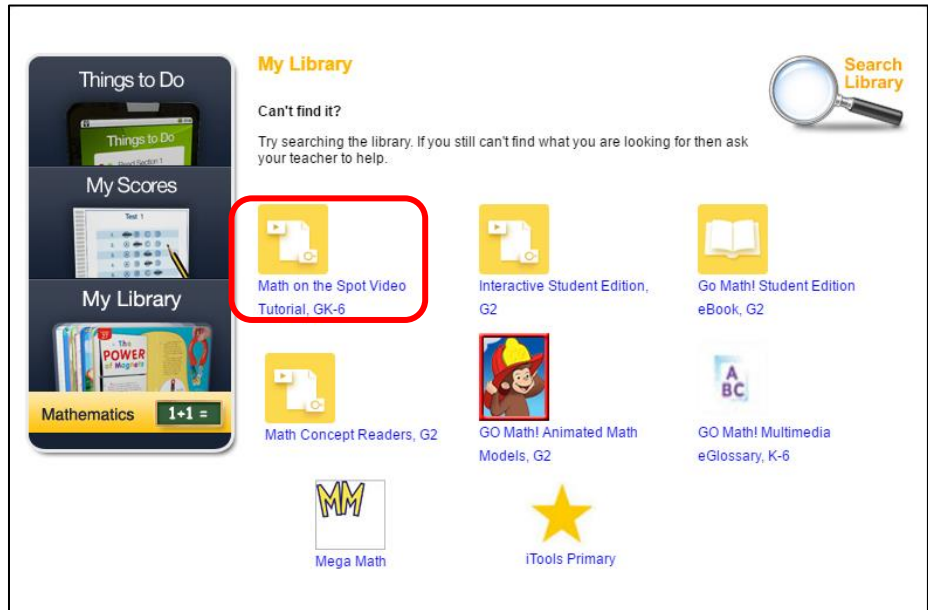 My Library
Search
Library
Can't find it?
Try searching the library. If you still can't find what you are looking for then ask
your teacher to help.
Things to Do
Things to Do
Read Section 1
My Scores
Test 1
My Library
The
POWER
of Magnets
Mathematics
1+1 =
Math on the Spot Video
Tutorial, GK-6
Interactive Student Edition,
G2
Go Math! Student Edition
eBook, G2
Math Concept Readers, G2
GO Math! Animated Math
Models, G2
A
BC
GO Math! Multimedia
eGlossary, K-6
MM
Mega Math
iTools Primary